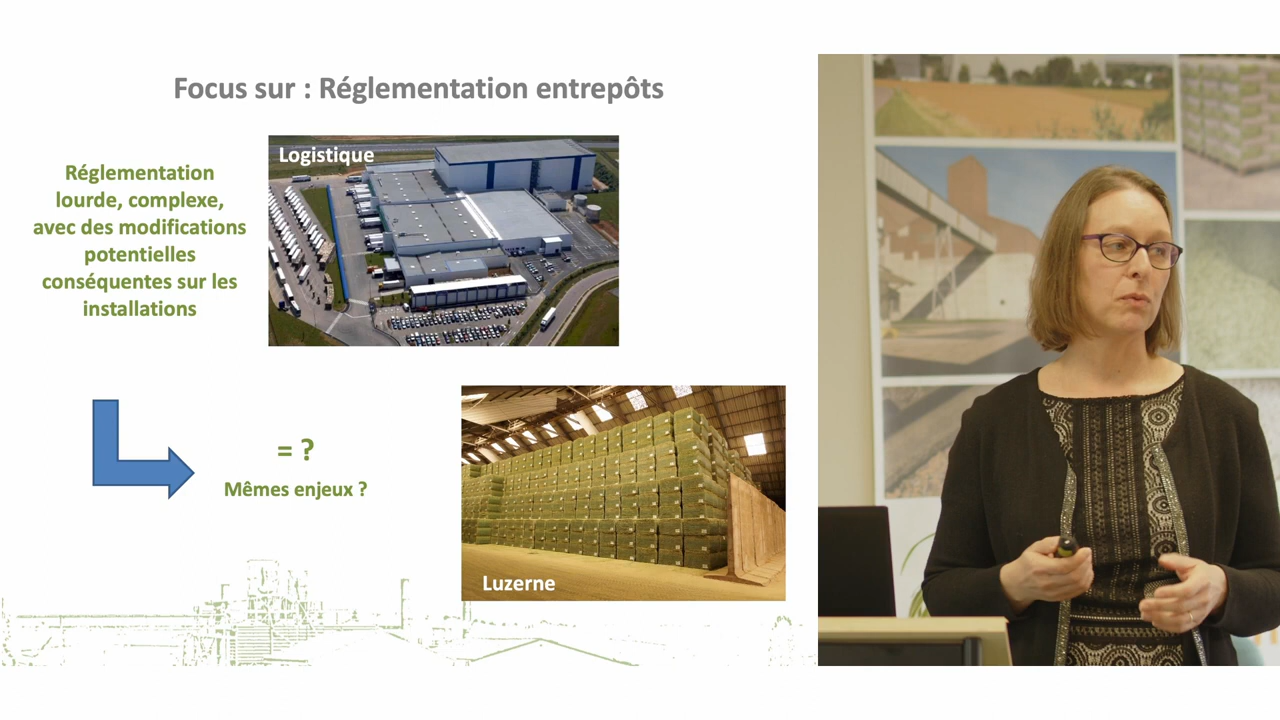 Focus sur : Réglementation entrepôts
Logistique
Réglementation
lourde, complexe,
avec des modifications
potentielles
conséquentes sur les
installations
= ?
Mêmes enjeux ?
Luzerne